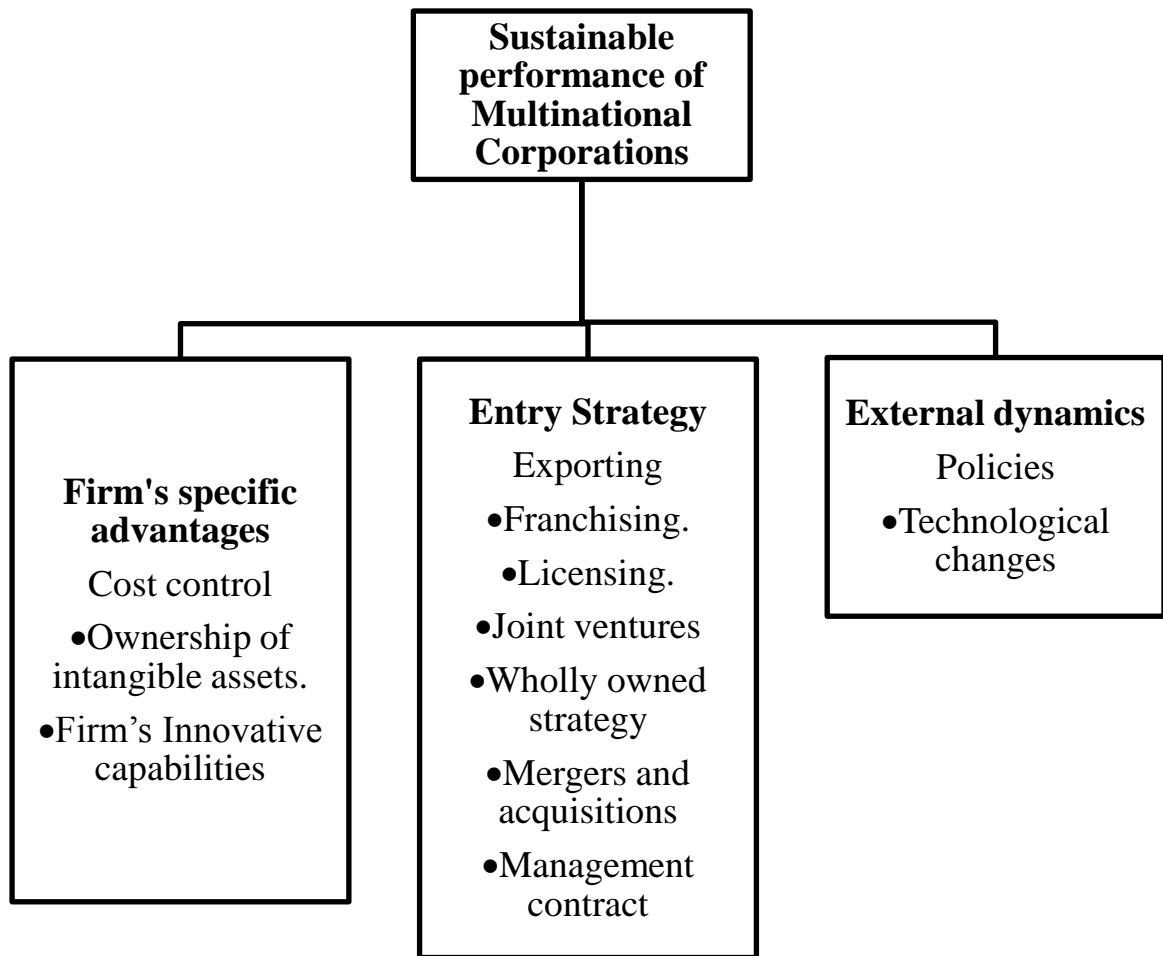 Sustainable
performance of
Multinational
Corporations
Firm's specific
advantages
Cost control
•Ownership of
intangible assets.
•Firm’s Innovative
capabilities
Entry Strategy
Exporting
•Franchising.
•Licensing.
•Joint ventures
•Wholly owned
strategy
•Mergers and
acquisitions
•Management
contract
External dynamics
Policies
•Technological
changes